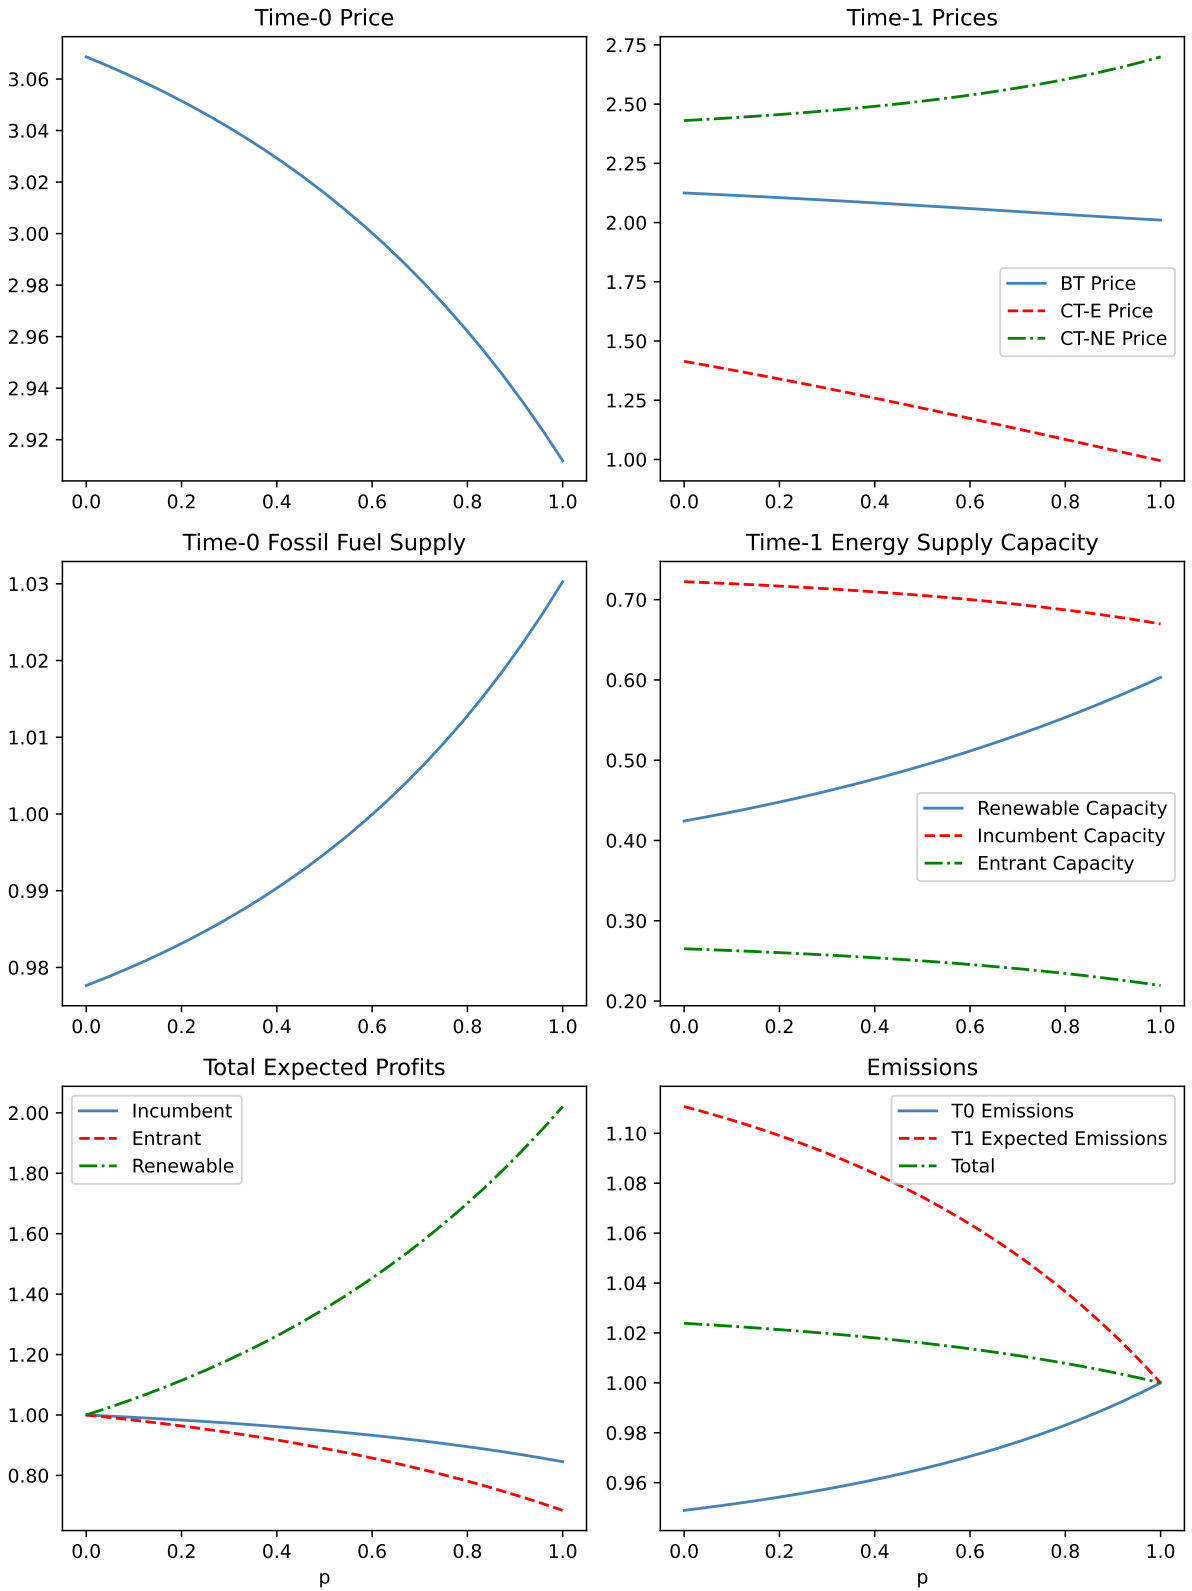 Time-0 Price
3.06
3.04
3.02
3.00
2.98
2.96
2.94
2.92
0.0 0.2 0.4 0.6 0.8 1.0
Time-1 Prices
2.75
2.50
2.25
2.00
1.75
1.50
1.25
1.00
BT Price
CT-E Price
CT-NE Price
0.0 0.2 0.4 0.6 0.8 1.0
Time-0 Fossil Fuel Supply
1.03
1.02
1.01
1.00
0.99
0.98
0.0 0.2 0.4 0.6 0.8 1.0
Time-1 Energy Supply Capacity
0.70
0.60
0.50
0.40
0.30
0.20
Renewable Capacity
Incumbent Capacity
Entrant Capacity
0.0 0.2 0.4 0.6 0.8 1.0
Total Expected Profits
2.00
1.80
1.60
1.40
1.20
1.00
0.80
Incumbent
Entrant
Renewable
0.0 0.2 0.4 0.6 0.8 1.0
p
Emissions
1.10
1.08
1.06
1.04
1.02
1.00
0.98
0.96
T0 Emissions
T1 Expected Emissions
Total
0.0 0.2 0.4 0.6 0.8 1.0
p